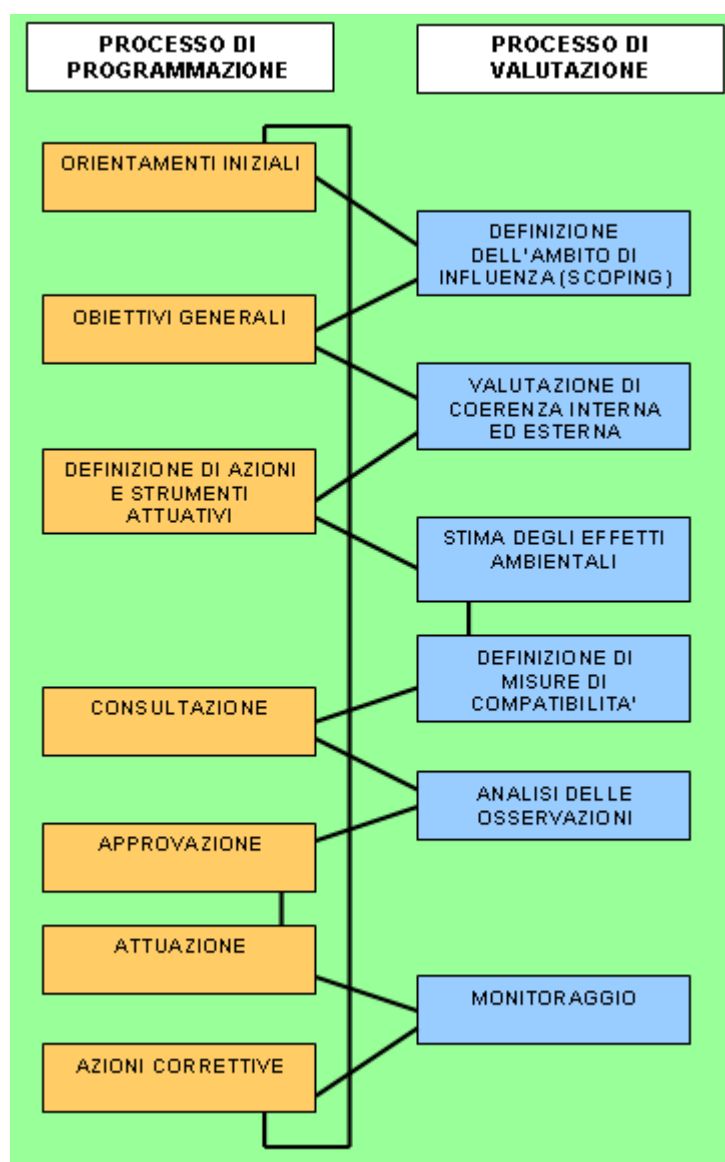 PROCESSO DI
PROGRAMMAZIONE
PROCESSO DI
VALUTAZIONE
ORIENTAMENTI INIZIALI
DEFINIZIONE
DELL'AMBITO DI
INFLUENZA (SCOPING)
OBIETTIVI GENERALI
VALUTAZIONE DI
COERENZA INTERNA
ED ESTERNA
DEFINIZIONE DI AZIONI
E STRUMENTI
ATTUATIVI
STIMA DEGLI EFFETTI
AMBIENTALI
DEFINIZIONE DI
MISURE DI
COMPATIBILITA'
CONSULTAZIONE
ANALISI DELLE
OSSERVAZIONI
APPROVAZIONE
ATTUAZIONE
MONITORAGGIO
AZIONI CORRETTIVE